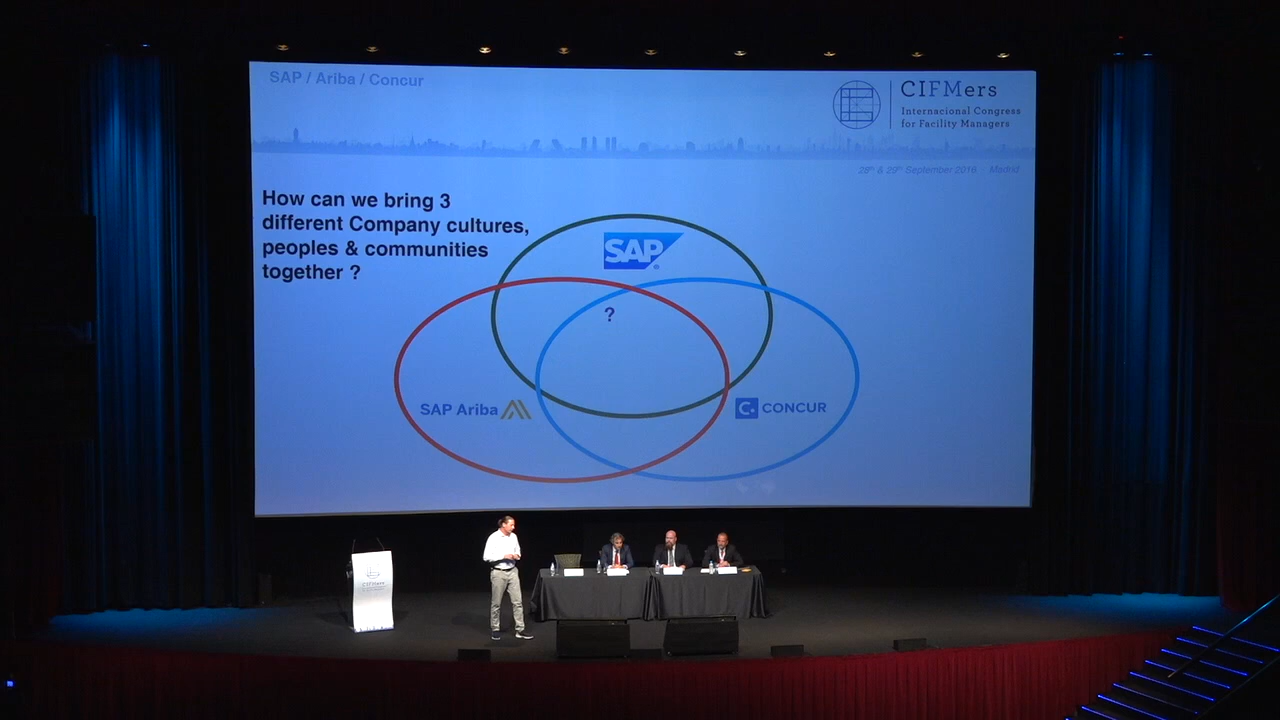 SAP / Ariba / Concur
CIFMers
Internacional Congress
for Facility Managers
28th & 29th September 2016 Madrid
How can we bring 3
different Company cultures,
peoples & communities
together ?
SAP
?
SAP Ariba
CONCUR
CIFMers